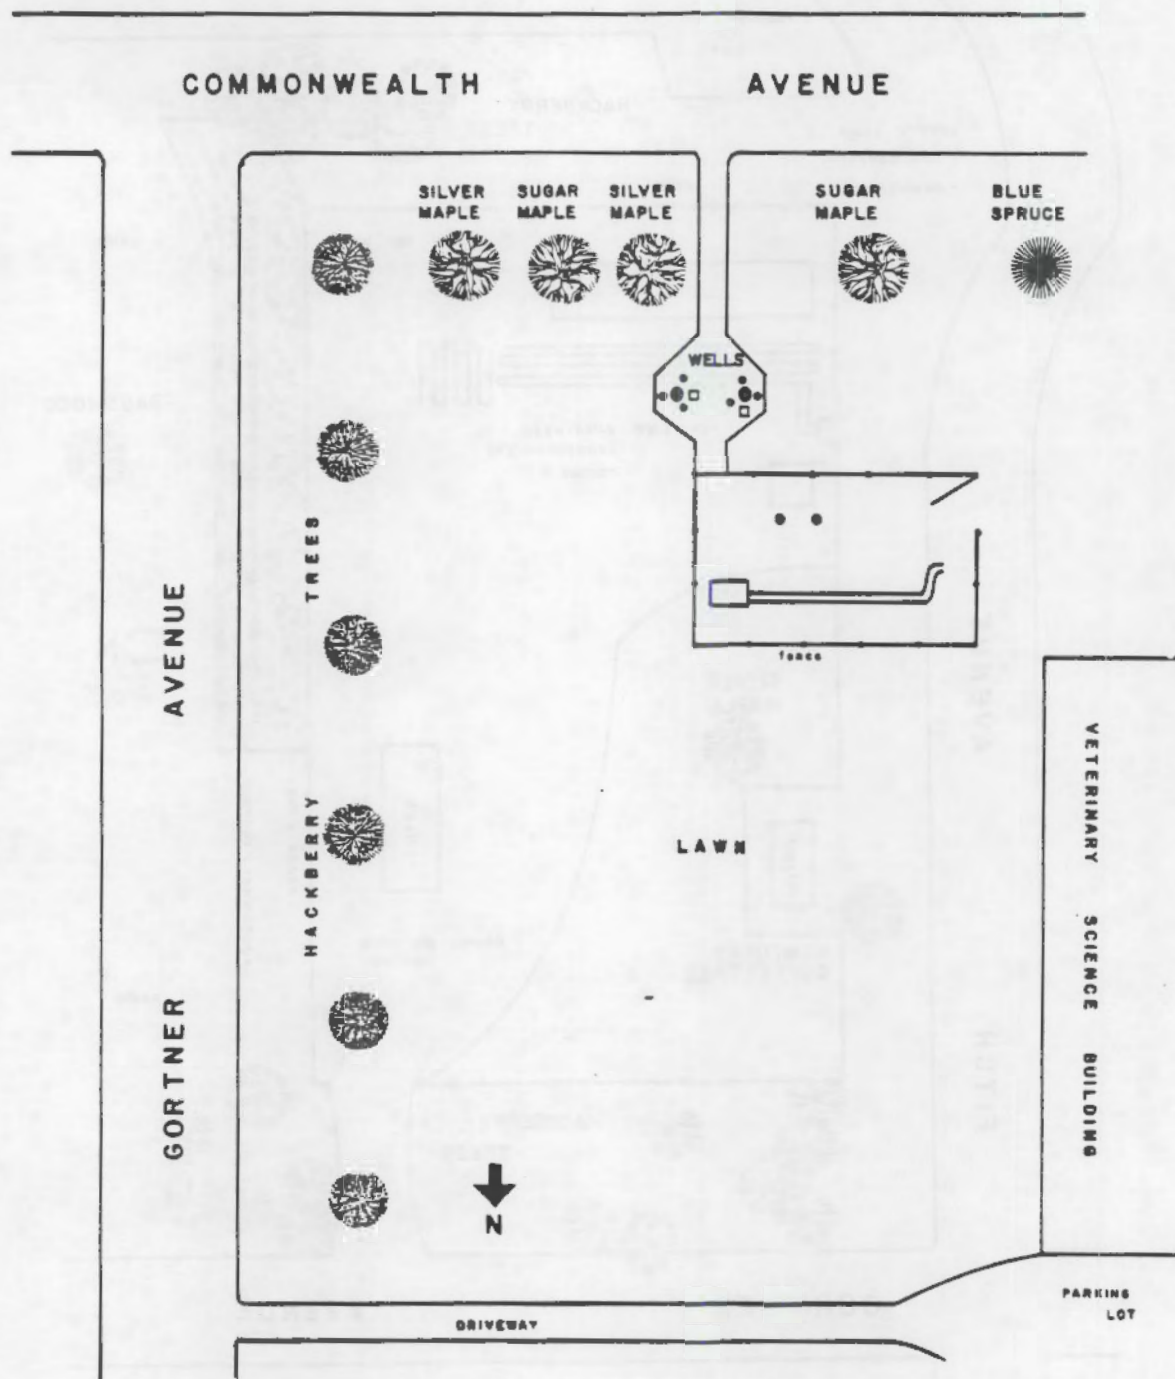 COMMONWEALTH AVENUE
SILVER
MAPLE
SUGAR
MAPLE
SILVER
MAPLE
SUGAR
MAPLE
BLUE
SPRUCE
WELLS
HACKBERRY TREES
GORTNER AVENUE
fence
LAWN
VETERINARY SCIENCE BUILDING
N
PARKING
LOT
DRIVEWAY